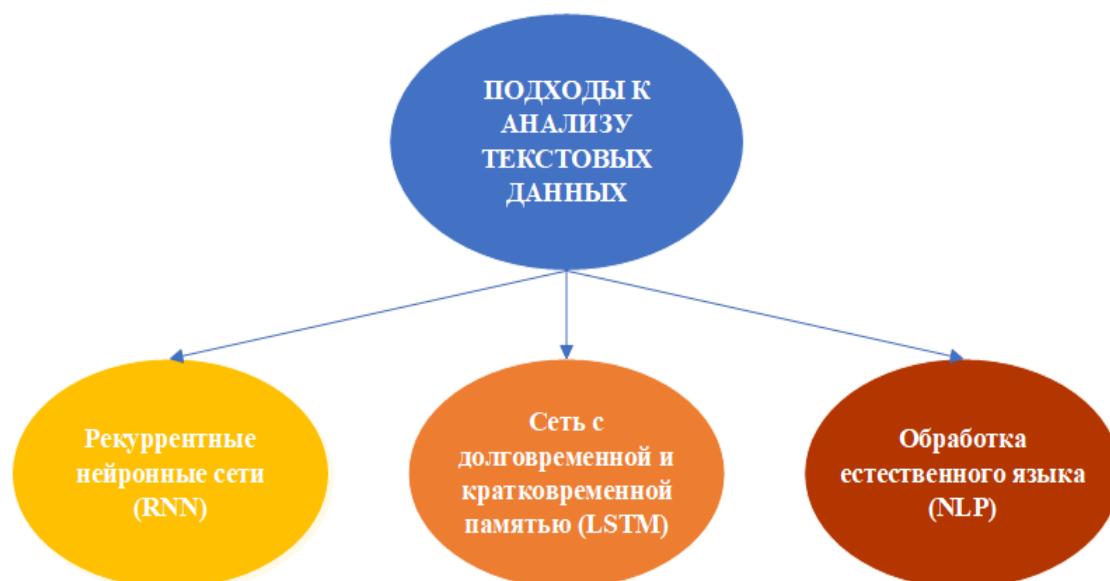 ПОДХОДЫ К
АНАЛИЗУ
ТЕКСТОВЫХ
ДАННЫХ
Рекуррентные
нейронные сети
(RNN)
Сеть с
долговременной и
кратковременной
памятью (LSTM)
Обработка
естественного языка
(NLP)